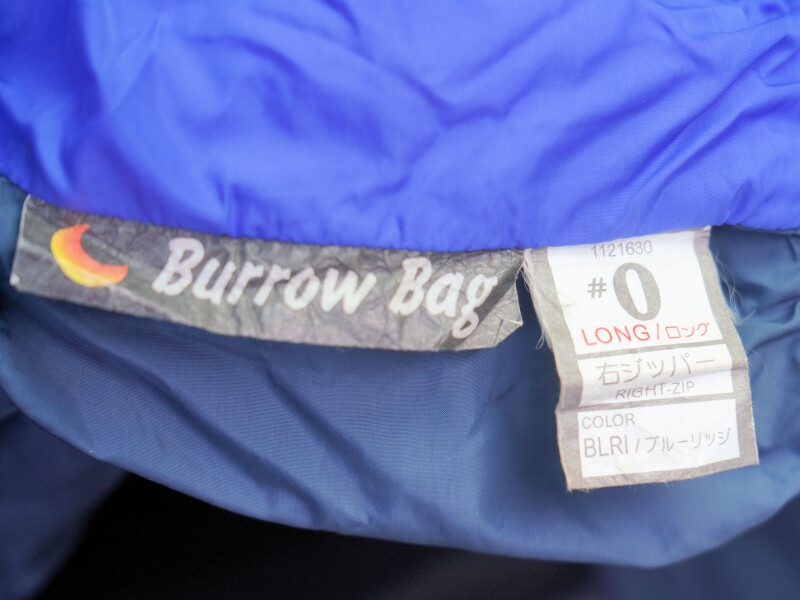 Burrow Bag
1121630
#0
LONG/ロング
右ジッパー
RIGHT-ZIP
COLOR
BLRI/ブルーリッジ